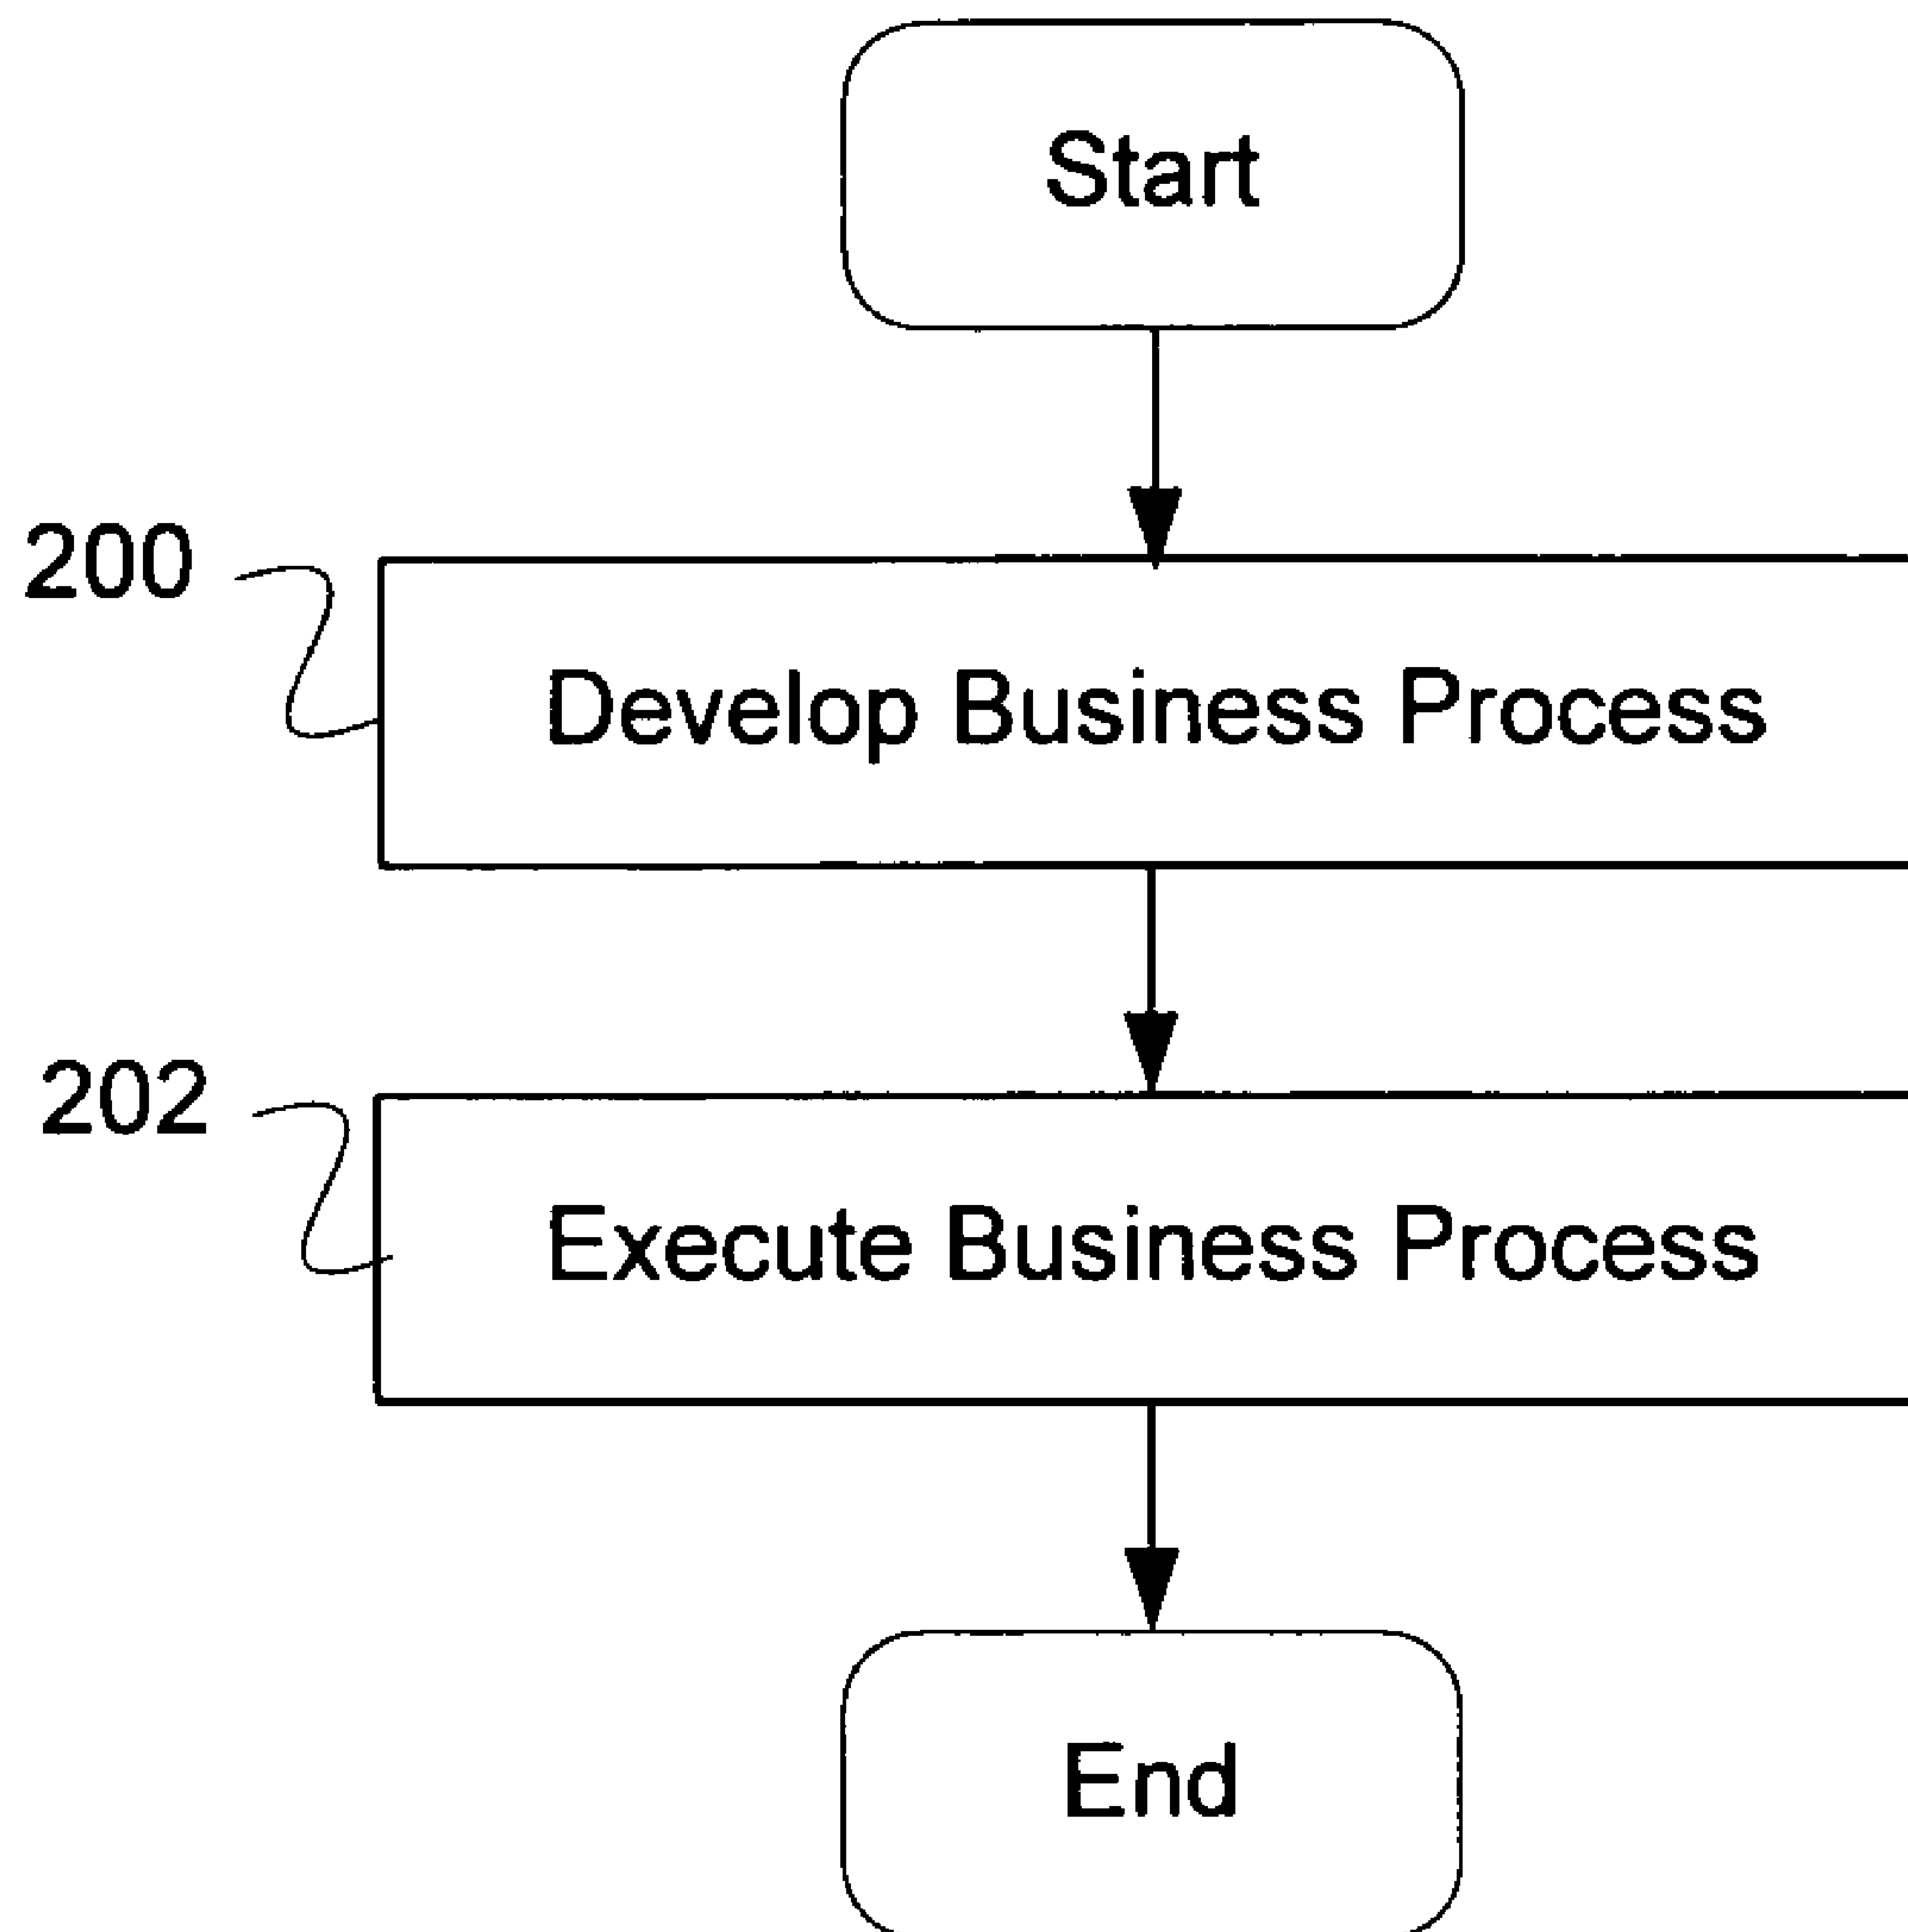 Start
200
Develop Business Process
202
Execute Business Process
End